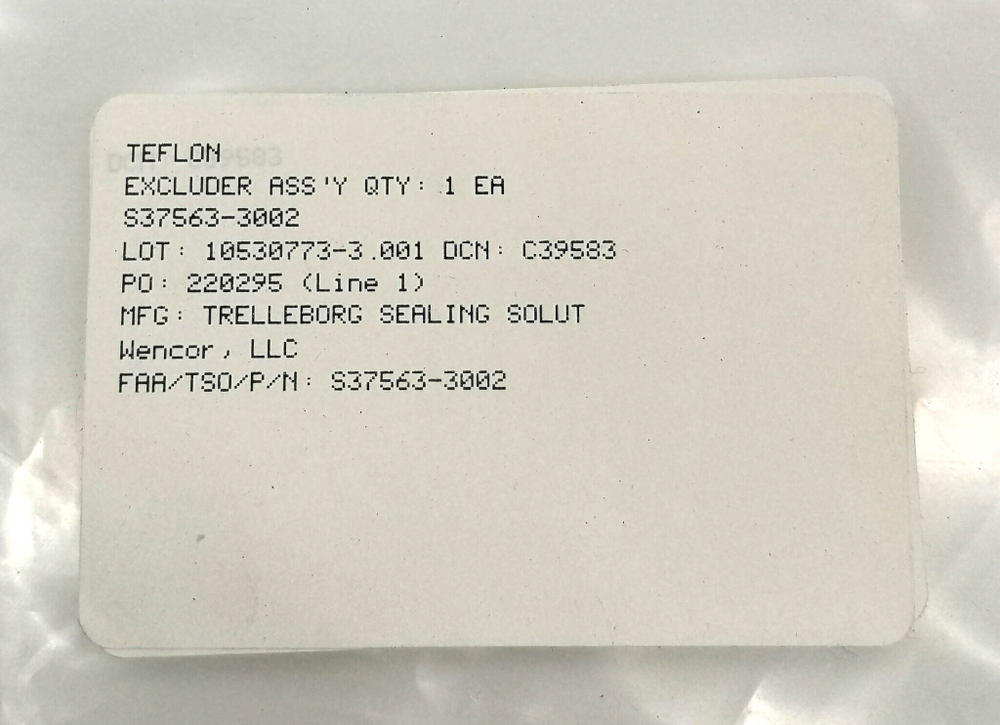 TEFLON
EXCLUDER ASS'Y QTY: 1 EA
S37563-3002
LOT: 10530773-3.001 DCN: C39583
PO: 220295 (Line 1)
MFG: TRELLEBORG SEALING SOLUT
Wencor, LLC
FAA/TSO/P/N: S37563-3002